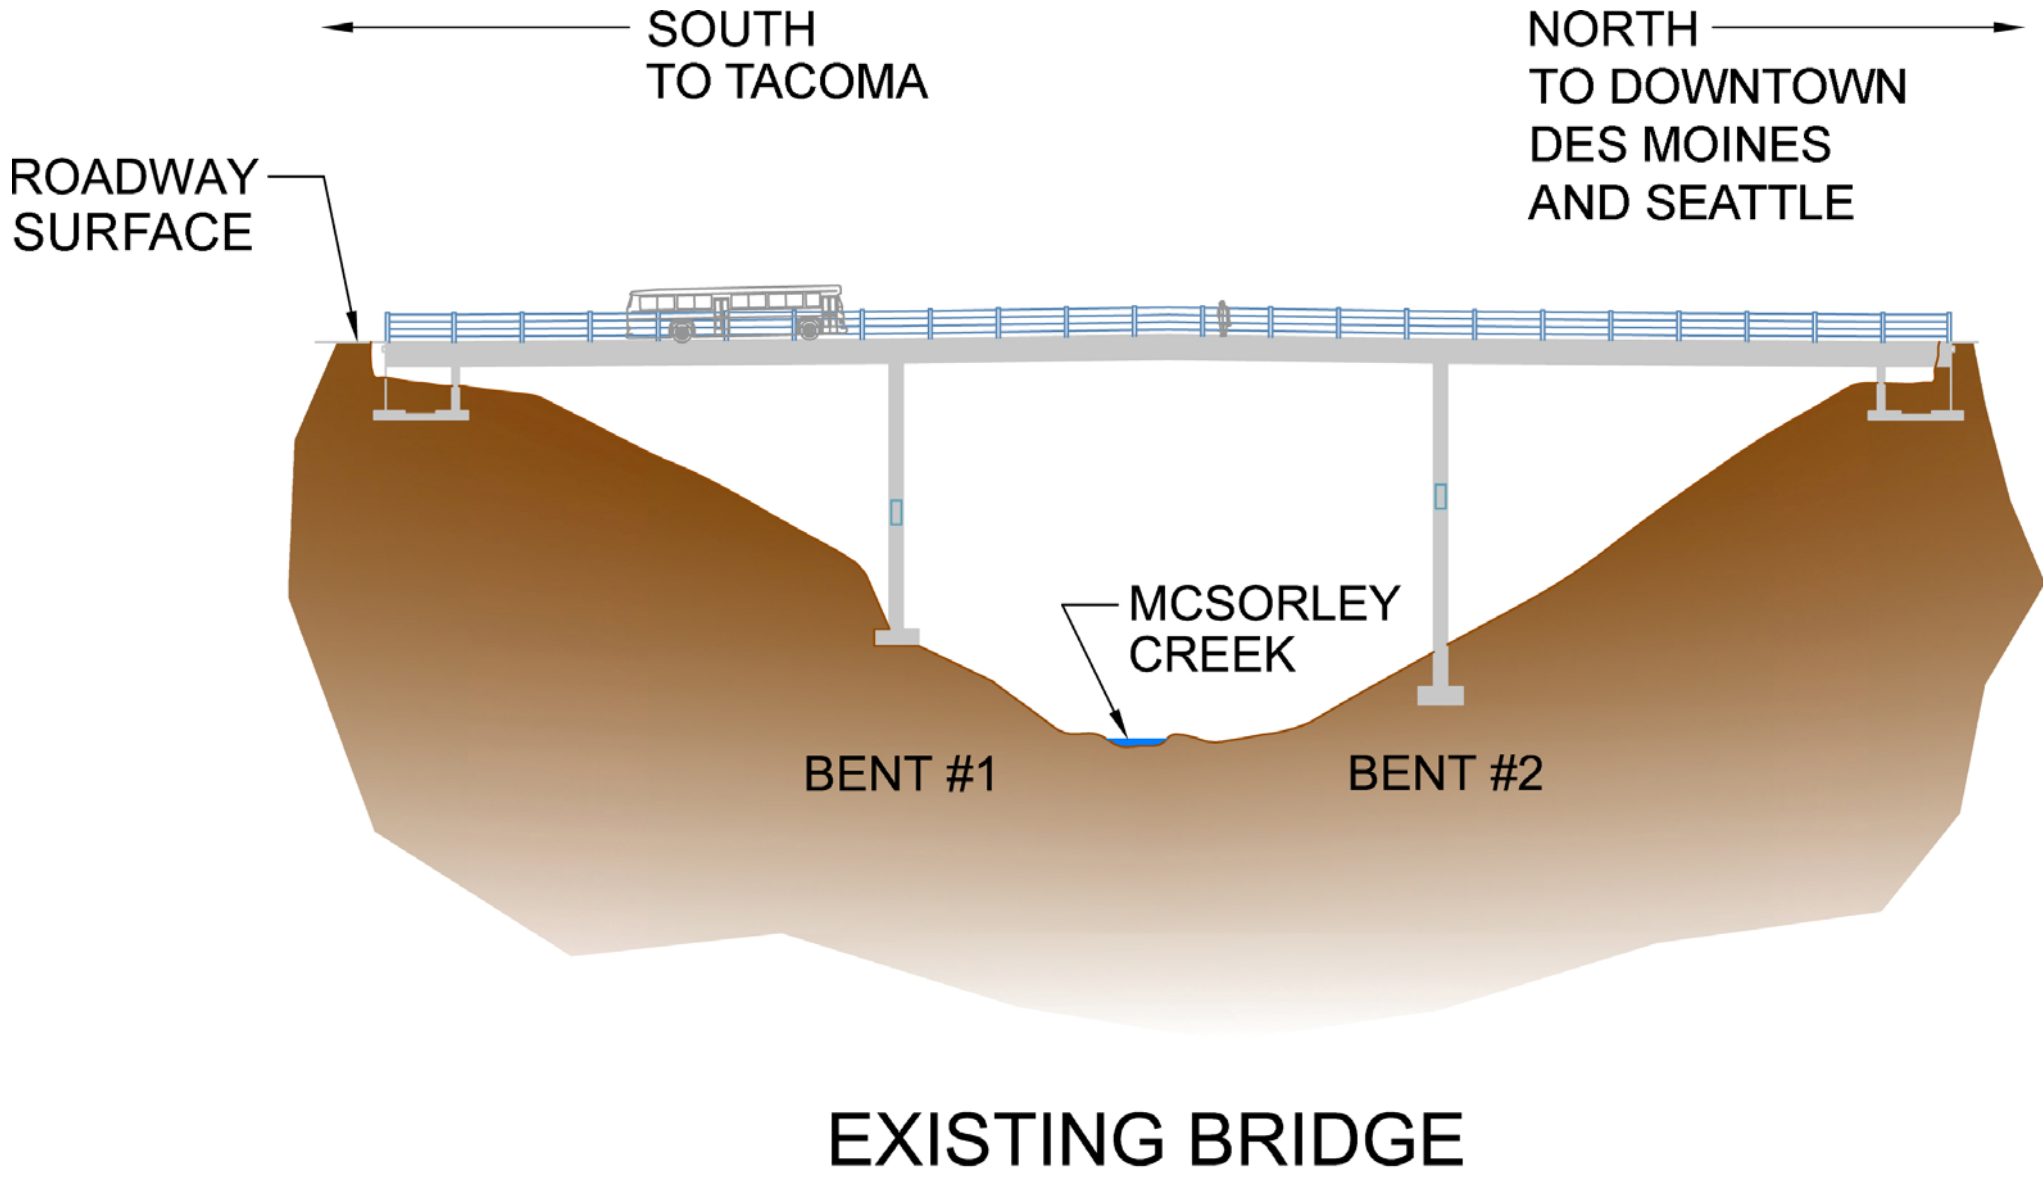 SOUTH
TO TACOMA
NORTH
TO DOWNTOWN
DES MOINES
AND SEATTLE
ROADWAY
SURFACE
MCSORLEY
CREEK
BENT #1
BENT #2
EXISTING BRIDGE